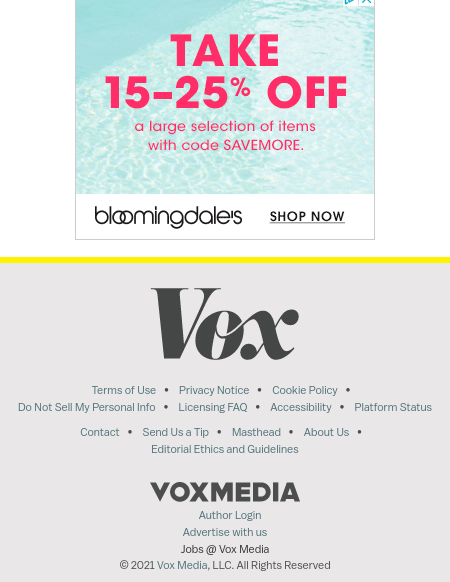 TAKE
15-25% OFF
a large selection of items
with code SAVEMORE.
bloomingdale's SHOP NOW
Vox
Terms of Use • Privacy Notice • Cookie Policy •
Do Not Sell My Personal Info • Licensing FAQ • Accessibility • Platform Status
Contact • Send Us a Tip • Masthead • About Us •
Editorial Ethics and Guidelines
VOXMEDIA
Author Login
Advertise with us
Jobs @ Vox Media
© 2021 Vox Media, LLC. All Rights Reserved